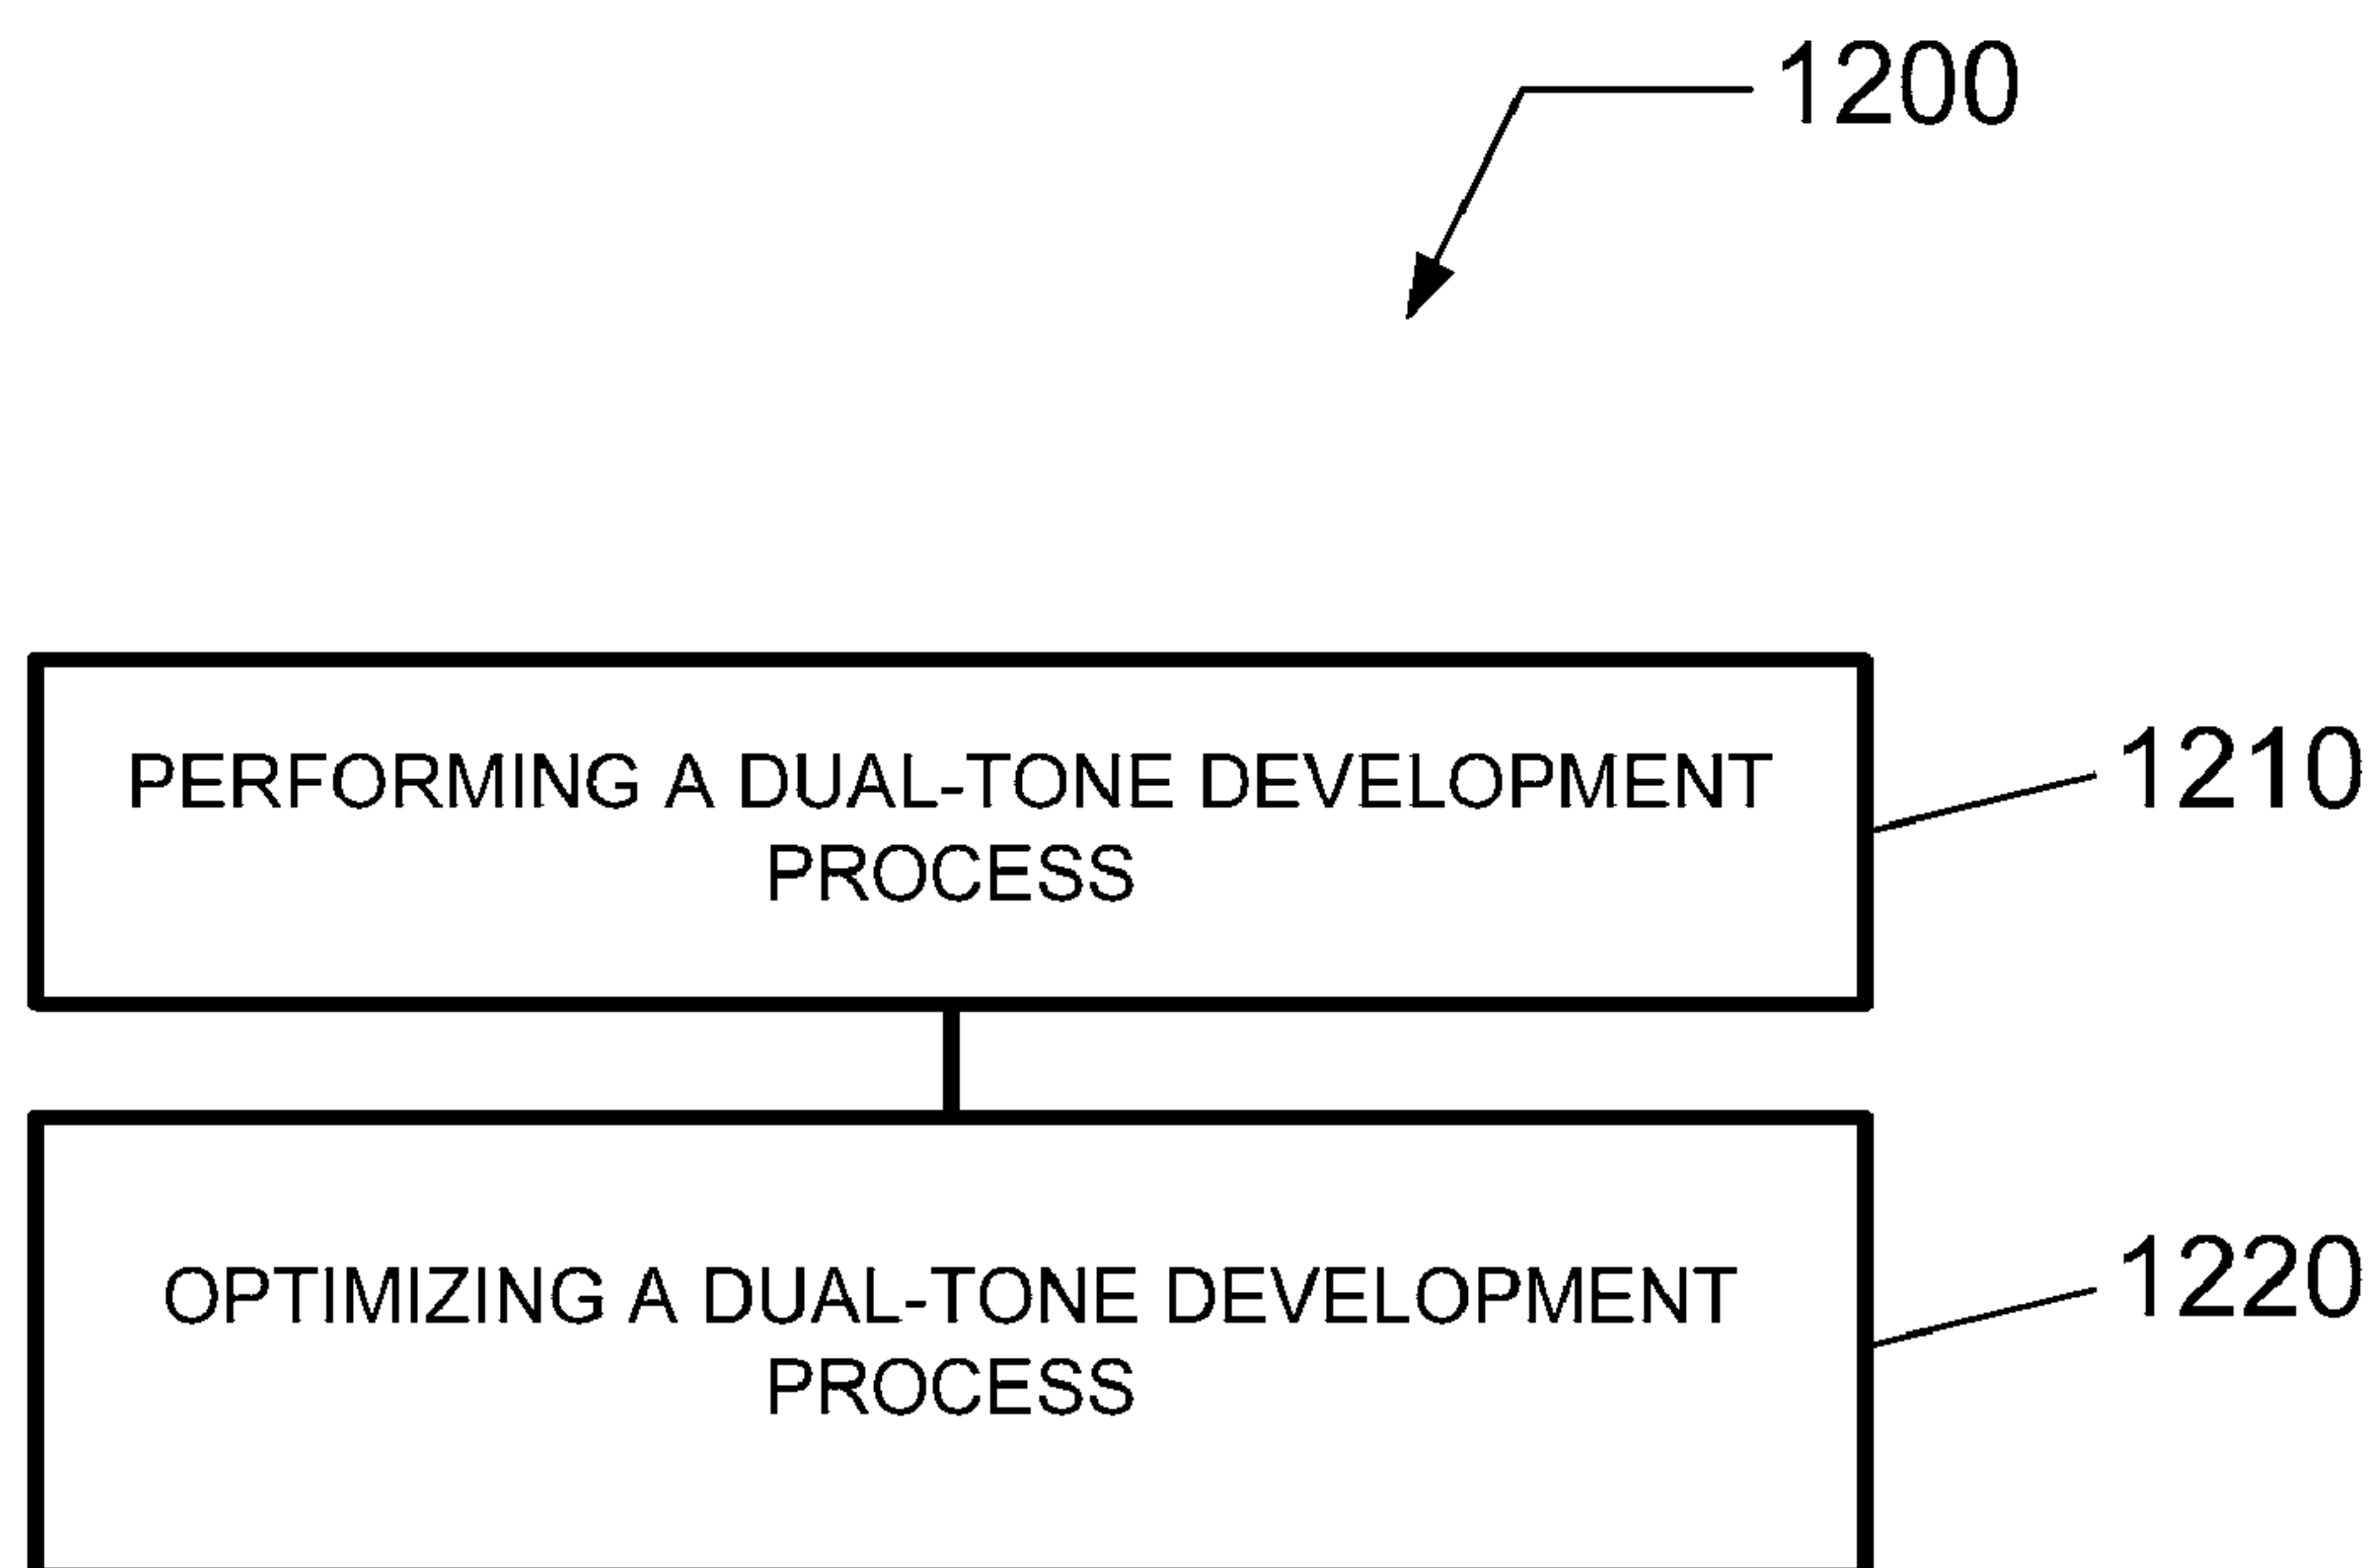 1200
PERFORMING A DUAL-TONE DEVELOPMENT
PROCESS
1210
OPTIMIZING A DUAL-TONE DEVELOPMENT
PROCESS
1220